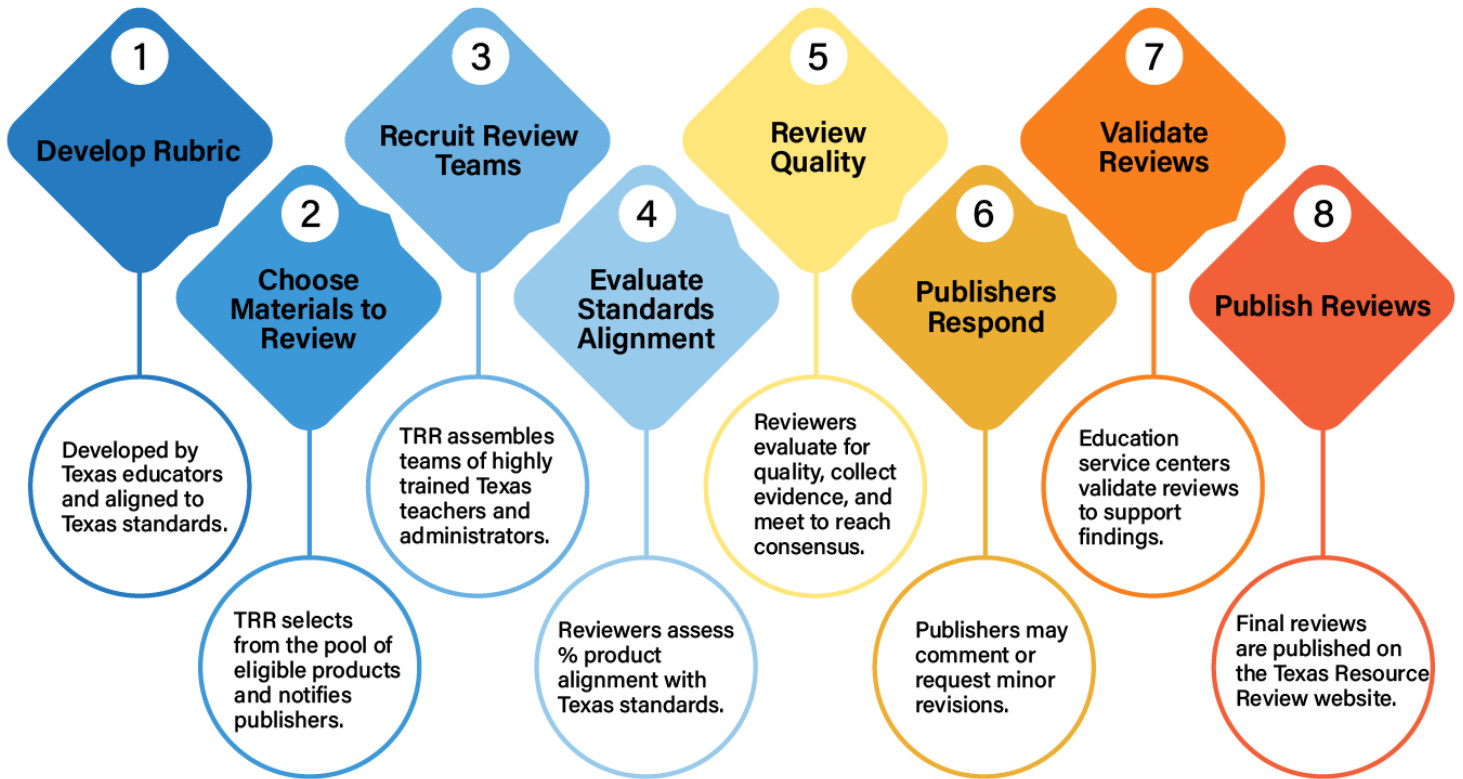 1
Develop Rubric
Developed by
Texas educators
and aligned to
Texas standards.
2
Choose
Materials to
Review
TRR selects
from the pool of
eligible products
and notifies
publishers.
3
Recruit Review
Teams
TRR assembles
teams of highly
trained Texas
teachers and
administrators.
4
Evaluate
Standards
Alignment
Reviewers assess
% product
alignment with
Texas standards.
5
Review
Quality
Reviewers
evaluate for
quality, collect
evidence, and
meet to reach
consensus.
6
Publishers
Respond
Publishers may
comment or
request minor
revisions.
7
Validate
Reviews
Education
service centers
validate reviews
to support
findings.
8
Publish Reviews
Final reviews
are published on
the Texas Resource
Review website.